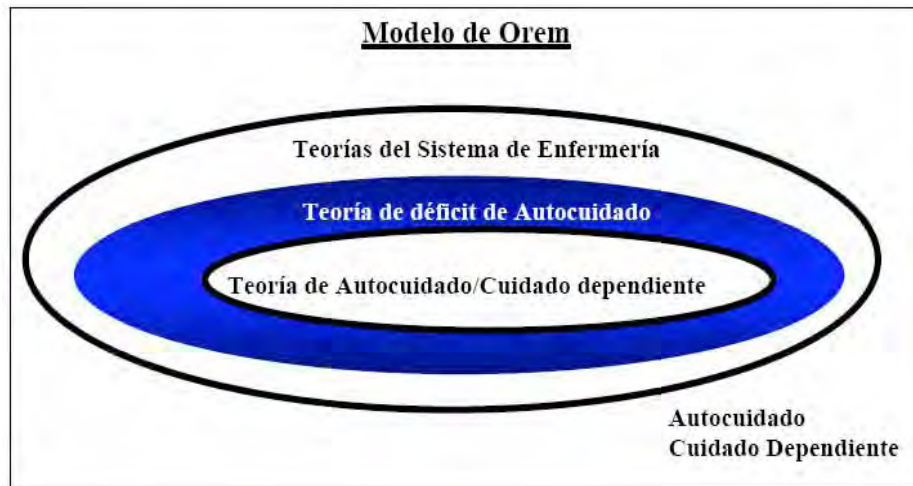 Modelo de Orem
Teorías del Sistema de Enfermería
Teoría de déficit de Autocuidado
Teoría de Autocuidado/Cuidado dependiente
Autocuidado
Cuidado Dependiente